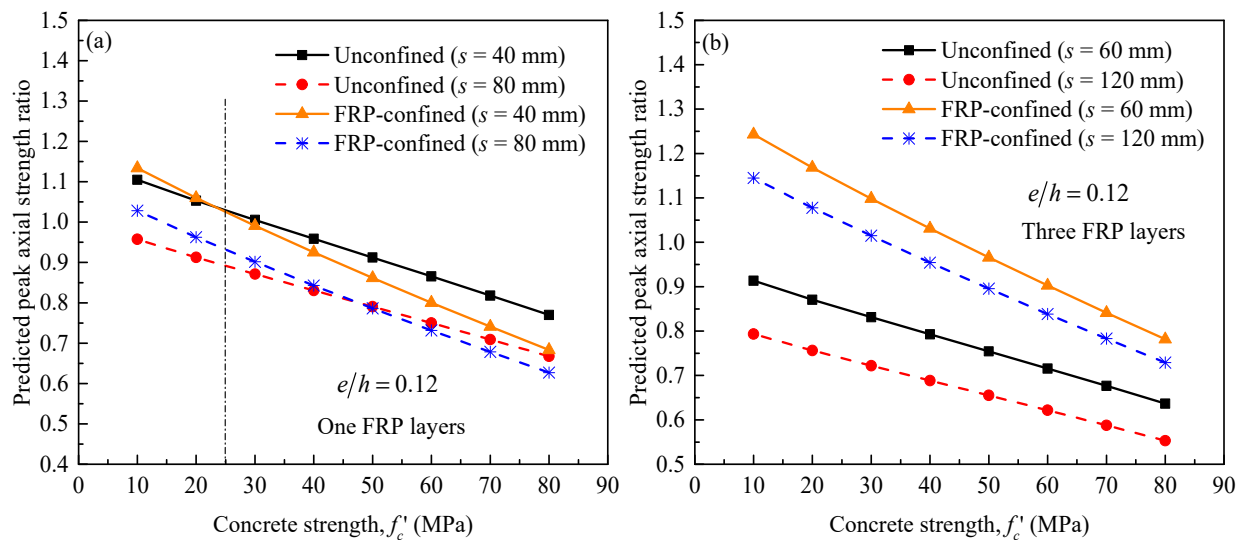 (a)
Unconfined (s = 40 mm)
Unconfined (s = 80 mm)
FRP-confined (s = 40 mm)
FRP-confined (s = 80 mm)
e/h = 0.12
One FRP layers
Predicted peak axial strength ratio
1.5
1.4
1.3
1.2
1.1
1.0
0.9
0.8
0.7
0.6
0.5
0.4
0 10 20 30 40 50 60 70 80 90
Concrete strength, f_c' (MPa)
(b)
Unconfined (s = 60 mm)
Unconfined (s = 120 mm)
FRP-confined (s = 60 mm)
FRP-confined (s = 120 mm)
e/h = 0.12
Three FRP layers
Predicted peak axial strength ratio
1.5
1.4
1.3
1.2
1.1
1.0
0.9
0.8
0.7
0.6
0.5
0 10 20 30 40 50 60 70 80 90
Concrete strength, f_c' (MPa)